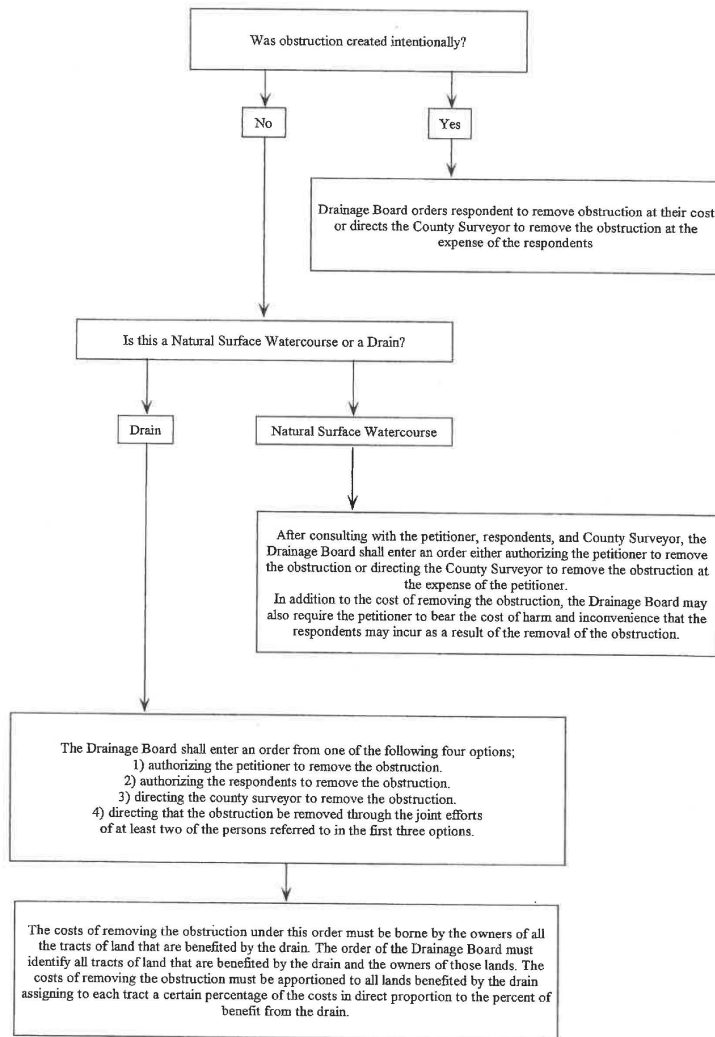 Was obstruction created intentionally?
No
Yes
Drainage Board orders respondent to remove obstruction at their cost
or directs the County Surveyor to remove the obstruction at the
expense of the respondents
Is this a Natural Surface Watercourse or a Drain?
Drain
Natural Surface Watercourse
After consulting with the petitioner, respondents, and County Surveyor, the
Drainage Board shall enter an order either authorizing the petitioner to remove
the obstruction or directing the County Surveyor to remove the obstruction at
the expense of the petitioner.
In addition to the cost of removing the obstruction, the Drainage Board may
also require the petitioner to bear the cost of harm and inconvenience that the
respondents may incur as a result of the removal of the obstruction.
The Drainage Board shall enter an order from one of the following four options;
1) authorizing the petitioner to remove the obstruction.
2) authorizing the respondents to remove the obstruction.
3) directing the county surveyor to remove the obstruction.
4) directing that the obstruction be removed through the joint efforts
of at least two of the persons referred to in the first three options.
The costs of removing the obstruction under this order must be borne by the owners of all
the tracts of land that are benefited by the drain. The order of the Drainage Board must
identify all tracts of land that are benefited by the drain and the owners of those lands. The
costs of removing the obstruction must be apportioned to all lands benefited by the drain
assigning to each tract a certain percentage of the costs in direct proportion to the percent of
benefit from the drain.